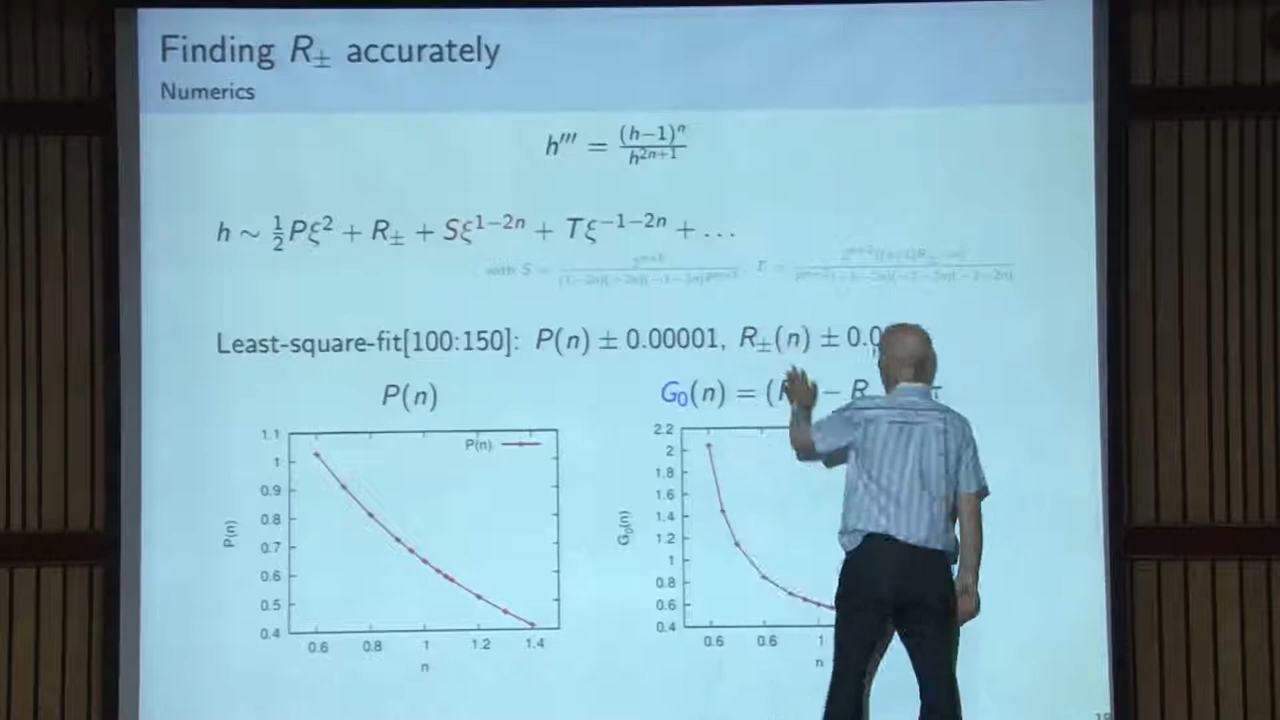 Finding R± accurately
Numerics
h''' = (h−1)ⁿ / h²ⁿ⁺¹
h ∼ ½Pξ² + R± + Sξ¹⁻²ⁿ + Tξ⁻¹⁻²ⁿ + …
with S =
Least-square-fit[100:150]: P(n) ± 0.00001, R±(n) ± 0.0
P(n)
G₀(n) = ( − R
1.1
1
0.9
0.8
0.7
0.6
0.5
0.4
P(n)
P(n)
0.6 0.8 1 1.2 1.4
n
2.2
2
1.8
1.6
1.4
1.2
1
0.8
0.6
0.4
G₀(n)
0.6 0.6 1
n